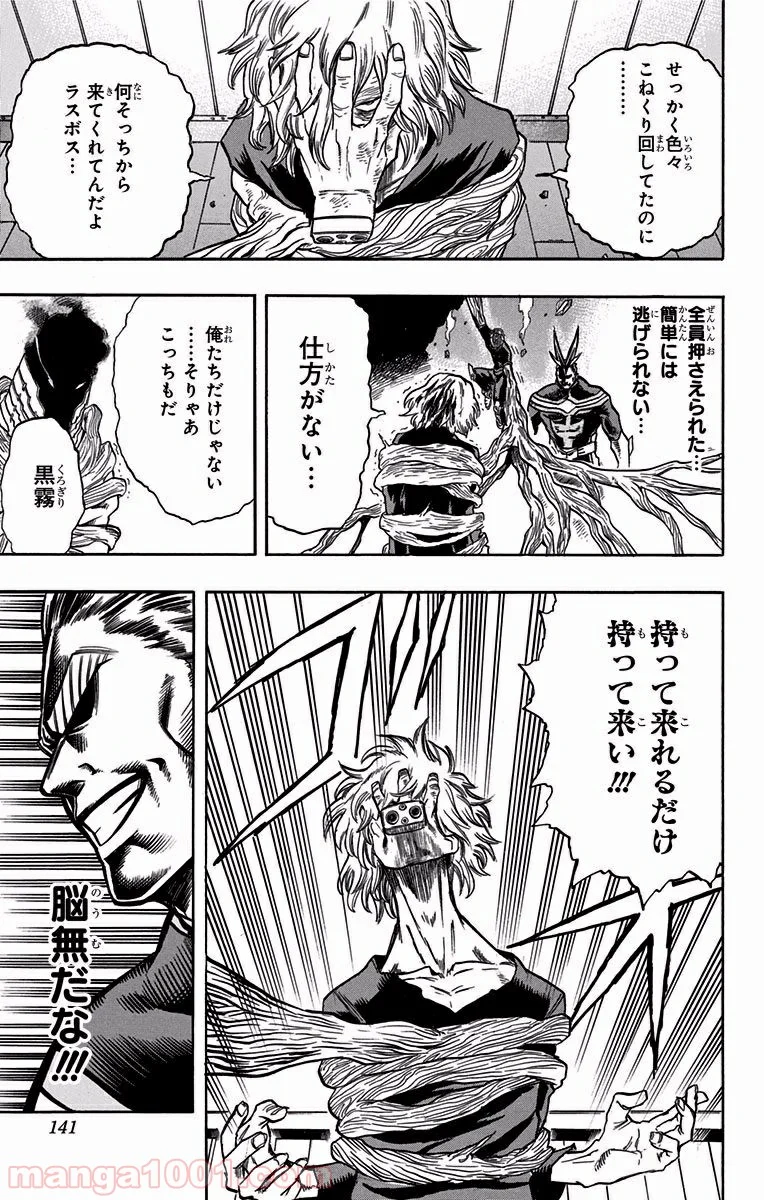 せっかく色々
こねくり回してたのに
………
何そっちから
来てくれてんだよ
ラスボス…
全員押さえられた…
簡単には
逃げられない…
仕方がない…
俺たちだけじゃない
……そりゃあ
こっちもだ
黒霧
持って来れるだけ
持って来い!!!
脳無だな!!!
141
manga1001.com